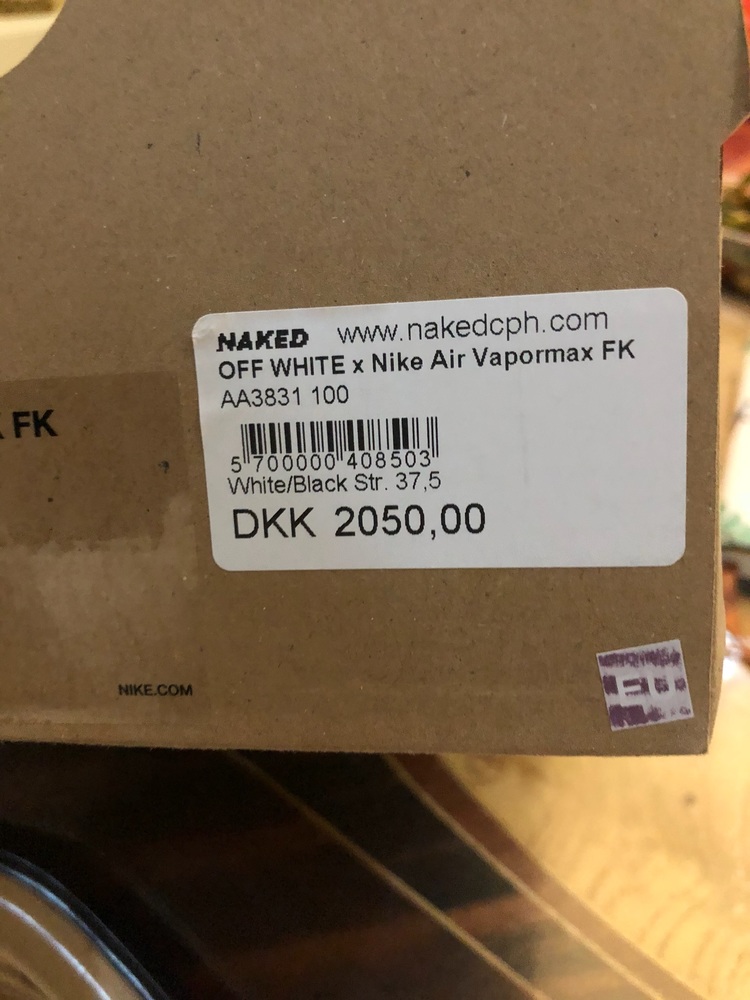 NAKED www.nakedcph.com
OFF WHITE x Nike Air Vapormax FK
AA3831 100
5 700000 408503
White/Black Str. 37,5
DKK 2050,00
FK
NIKE.COM